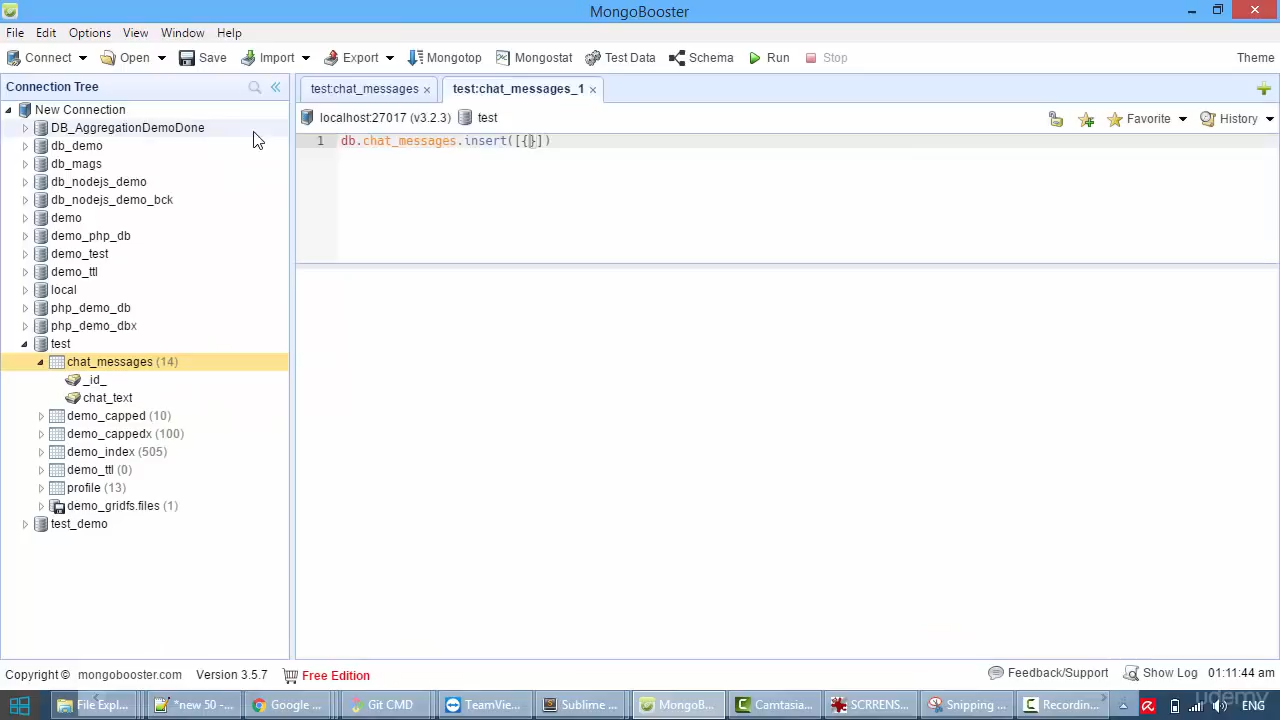 MongoBooster
File Edit Options View Window Help
Connect Open Save Import Export Mongotop Mongostat Test Data Schema Run Stop Theme
Connection Tree
test:chat_messages × test:chat_messages_1 ×
New Connection
localhost:27017 (v3.2.3) test Favorite History
DB_AggregationDemoDone
1 db.chat_messages.insert([{}])
db_demo
db_mags
db_nodejs_demo
db_nodejs_demo_bck
demo
demo_php_db
demo_test
demo_ttl
local
php_demo_db
php_demo_dbx
test
chat_messages (14)
_id_
chat_text
demo_capped (10)
demo_cappedx (100)
demo_index (505)
demo_ttl (0)
profile (13)
demo_gridfs.files (1)
test_demo
Copyright © mongobooster.com Version 3.5.7 Free Edition Feedback/Support Show Log 01:11:44 am
File Expl... *new 50 -... Google ... Git CMD TeamVie... Sublime ... MongoB... Camtasia... SCRRENS... Snipping ... Recording... ENG
udemy